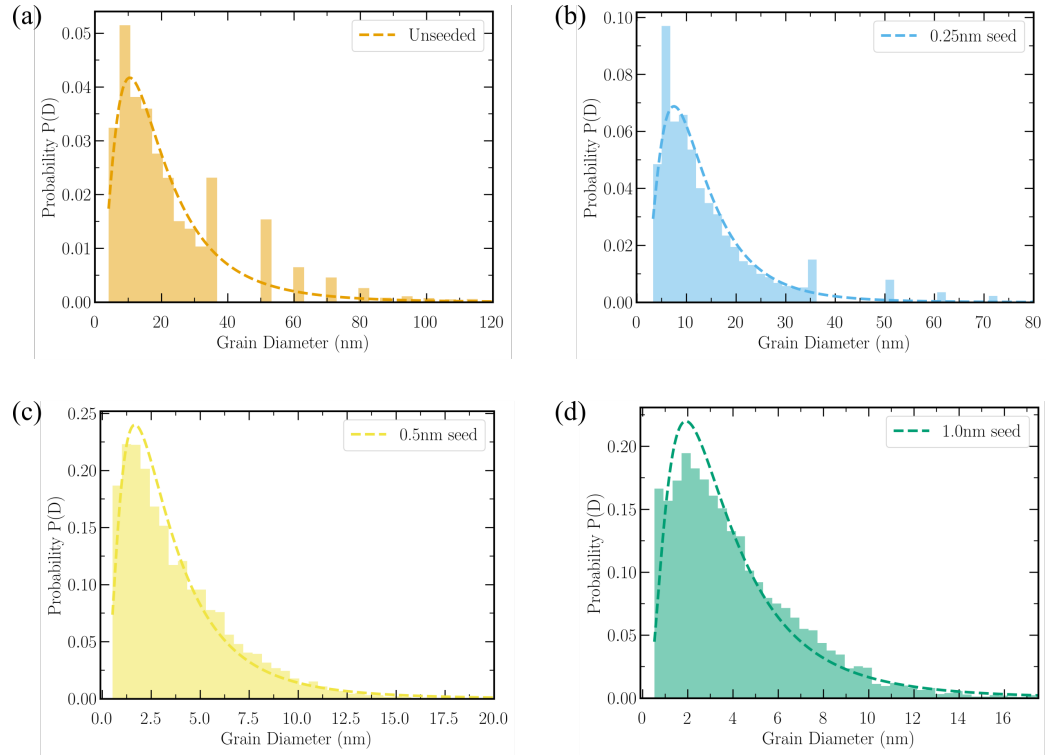 (a)
Unseeded
Probability P(D)
0.05
0.04
0.03
0.02
0.01
0.00
0 20 40 60 80 100 120
Grain Diameter (nm)
(b)
0.25nm seed
Probability P(D)
0.10
0.08
0.06
0.04
0.02
0.00
0 10 20 30 40 50 60 70 80
Grain Diameter (nm)
(c)
0.5nm seed
Probability P(D)
0.25
0.20
0.15
0.10
0.05
0.00
0.0 2.5 5.0 7.5 10.0 12.5 15.0 17.5 20.0
Grain Diameter (nm)
(d)
1.0nm seed
Probability P(D)
0.20
0.15
0.10
0.05
0.00
0 2 4 6 8 10 12 14 16
Grain Diameter (nm)